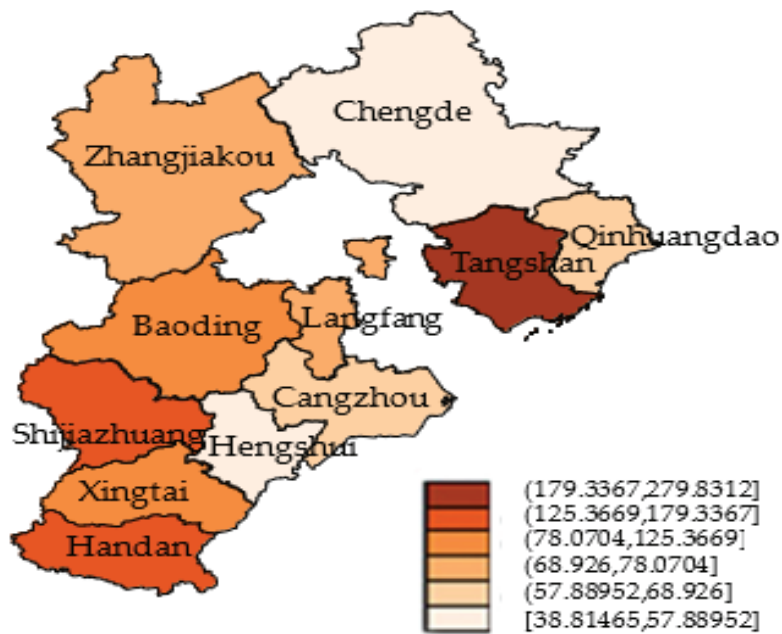 Chengde
Zhangjiakou
Qinhuangdao
Tangshan
Baoding
Langfang
Cangzhou
Shijiazhuang
Hengshui
Xingtai
Handan
(179.3367,279.8312]
(125.3669,179.3367]
(78.0704,125.3669]
(68.926,78.0704]
(57.88952,68.926]
[38.81465,57.88952]